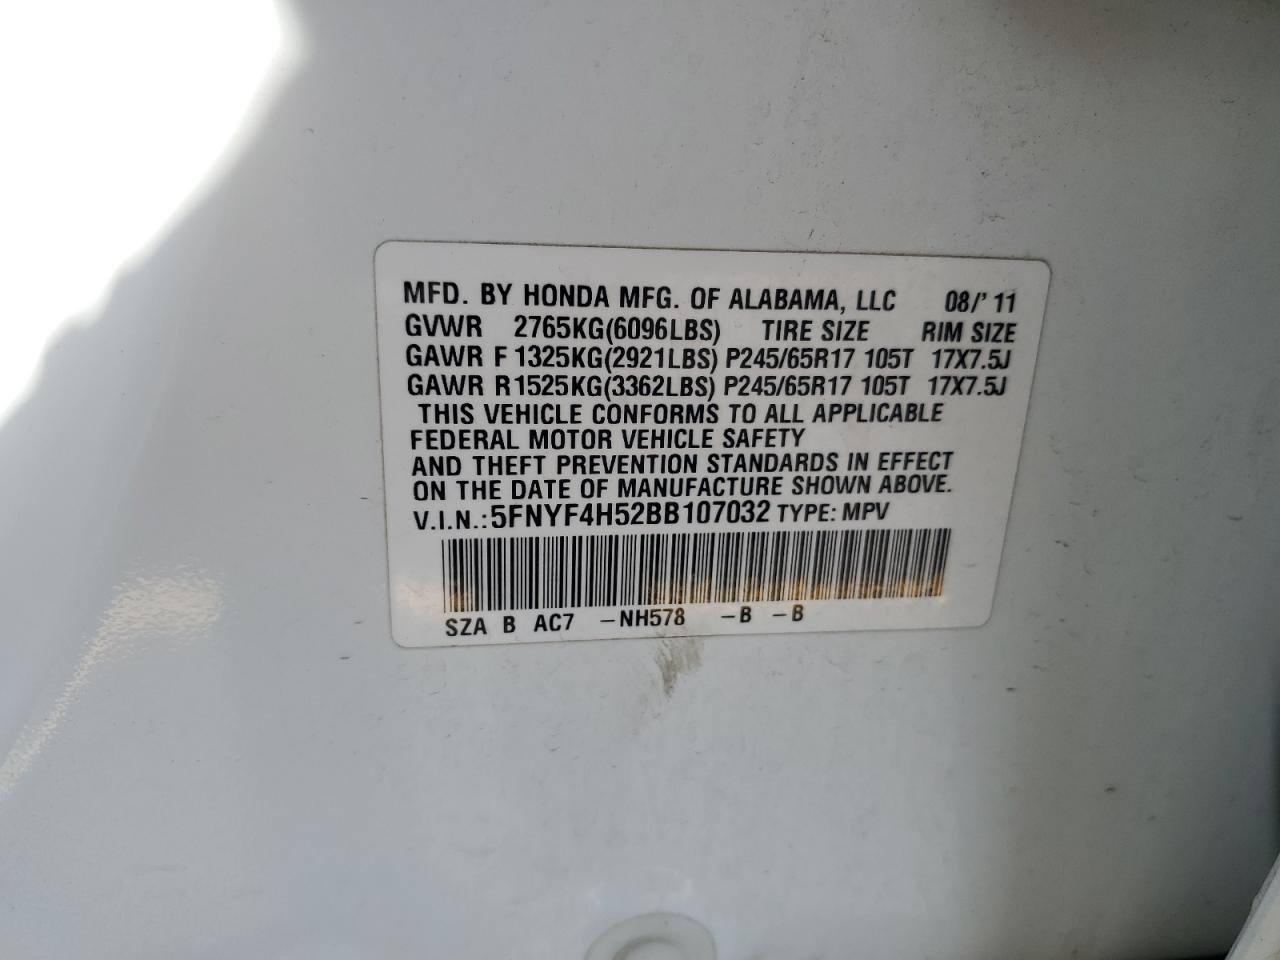 MFD. BY HONDA MFG. OF ALABAMA, LLC 08/' 11
GVWR 2765KG(6096LBS) TIRE SIZE RIM SIZE
GAWR F 1325KG(2921LBS) P245/65R17 105T 17X7.5J
GAWR R1525KG(3362LBS) P245/65R17 105T 17X7.5J
THIS VEHICLE CONFORMS TO ALL APPLICABLE
FEDERAL MOTOR VEHICLE SAFETY
AND THEFT PREVENTION STANDARDS IN EFFECT
ON THE DATE OF MANUFACTURE SHOWN ABOVE.
V.I.N.:5FNYF4H52BB107032 TYPE: MPV
SZA B AC7 –NH578 –B –B